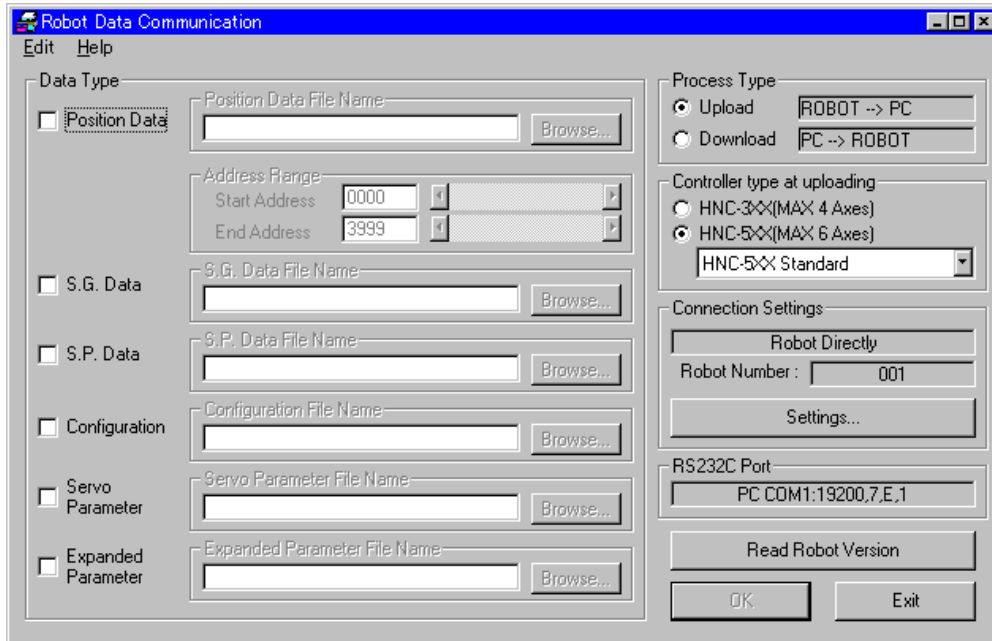 Robot Data Communication
Edit Help
Data Type
Position Data
Position Data File Name
Browse...
Address Range
Start Address 0000
End Address 3999
S.G. Data
S.G. Data File Name
Browse...
S.P. Data
S.P. Data File Name
Browse...
Configuration
Configuration File Name
Browse...
Servo
Parameter
Servo Parameter File Name
Browse...
Expanded
Parameter
Expanded Parameter File Name
Browse...
Process Type
Upload ROBOT --> PC
Download PC --> ROBOT
Controller type at uploading
HNC-3XX(MAX 4 Axes)
HNC-5XX(MAX 6 Axes)
HNC-5XX Standard
Connection Settings
Robot Directly
Robot Number : 001
Settings...
RS232C Port
PC COM1:19200,7,E,1
Read Robot Version
OK Exit